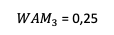 WAM₃ = 0,25